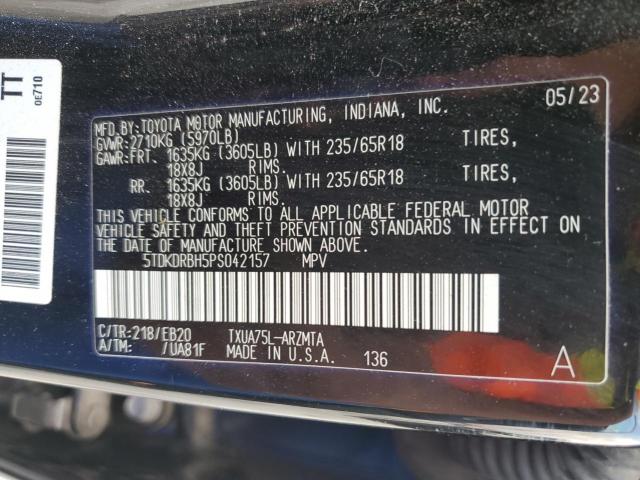 TT
0E710
MFD.BY:TOYOTA MOTOR MANUFACTURING, INDIANA, INC. 05/23
GVWR:2710KG (5970LB)
GAWR:FRT. 1635KG (3605LB) WITH 235/65R18 TIRES,
18X8J RIMS.
RR. 1635KG (3605LB) WITH 235/65R18 TIRES,
18X8J RIMS.
THIS VEHICLE CONFORMS TO ALL APPLICABLE FEDERAL MOTOR
VEHICLE SAFETY AND THEFT PREVENTION STANDARDS IN EFFECT ON
THE DATE OF MANUFACTURE SHOWN ABOVE.
5TDKDRBH5PS042157 MPV
C/TR:218/EB20 TXUA75L-ARZMTA
A/TM: /UA81F MADE IN U.S.A. 136 A